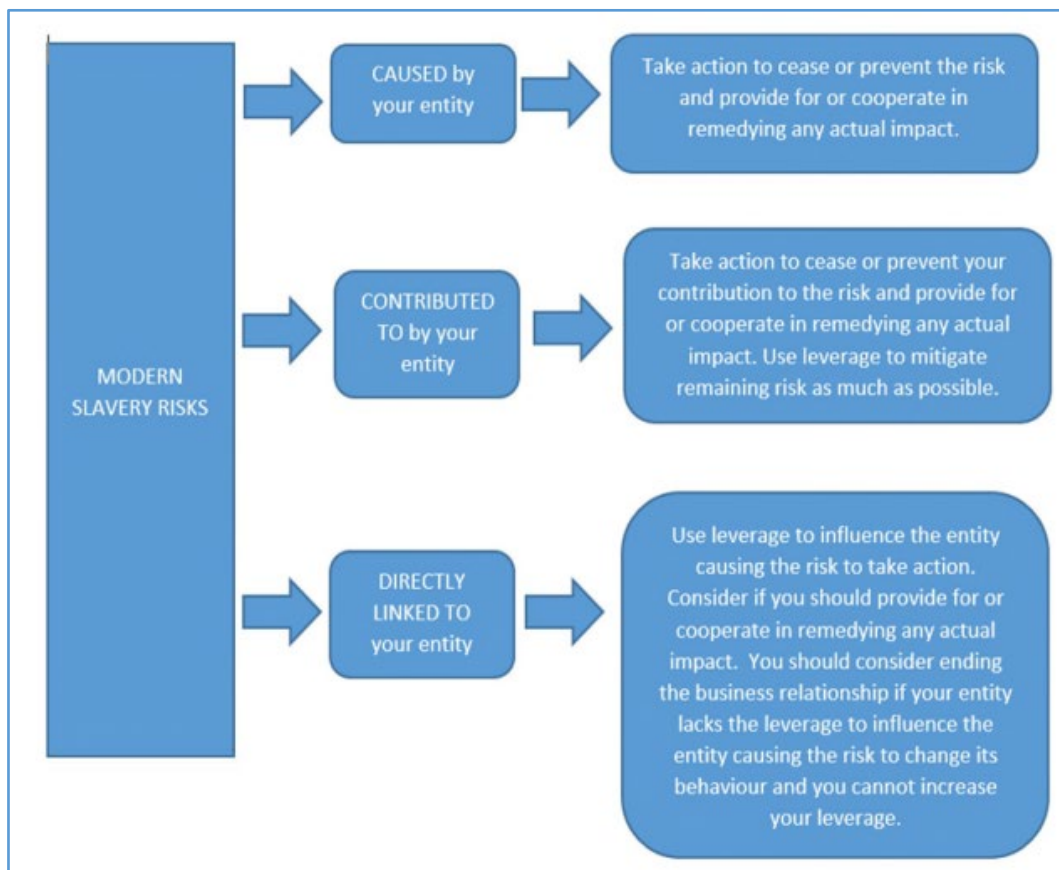 MODERN
SLAVERY RISKS
CAUSED by
your entity
Take action to cease or prevent the risk
and provide for or cooperate in
remedying any actual impact.
CONTRIBUTED
TO by your
entity
Take action to cease or prevent your
contribution to the risk and provide for
or cooperate in remedying any actual
impact. Use leverage to mitigate
remaining risk as much as possible.
DIRECTLY
LINKED TO
your entity
Use leverage to influence the entity
causing the risk to take action.
Consider if you should provide for or
cooperate in remedying any actual
impact.  You should consider ending
the business relationship if your entity
lacks the leverage to influence the
entity causing the risk to change its
behaviour and you cannot increase
your leverage.